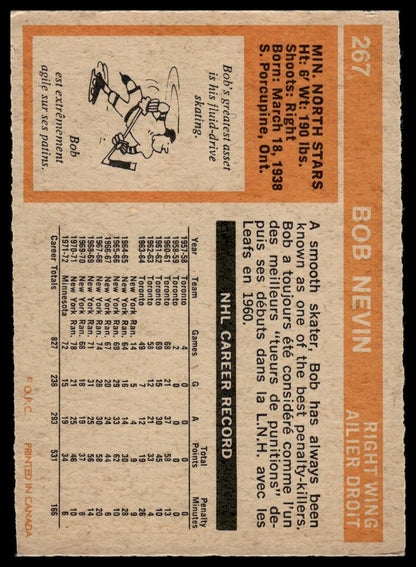 267 BOB NEVIN RIGHT WING
AILIER DROIT
MIN. NORTH STARS
Ht: 6' Wt: 190 lbs.
Shoots: Right
Born: March 18, 1938
S. Porcupine, Ont.
Bob's greatest asset
is his fluid-drive
skating.
Bob
est extrêmement
agile sur ses patins.
A smooth skater, Bob has always been
known as one of the best penalty-killers.
Bob a toujours été considéré comme l'un
des meilleurs "tueurs de punitions" de-
puis ses débuts dans la L.N.H. avec les
Leafs en 1960.
NHL CAREER RECORD
Year Team Games G A Total Points Penalty Minutes
1957-58 Toronto
1958-59 Toronto
1960-61 Toronto
1961-62 Toronto
1962-63 Toronto
1963-64 Toronto
New York Ran.
1964-65 New York Ran.
1965-66 New York Ran.
1966-67 New York Ran.
1967-68 New York Ran.
1968-69 New York Ran.
1969-70 New York Ran.
1970-71 New York Ran.
1971-72 Minnesota
Career Totals 827 238 293 531 166
© O.P.C. PRINTED IN CANADA